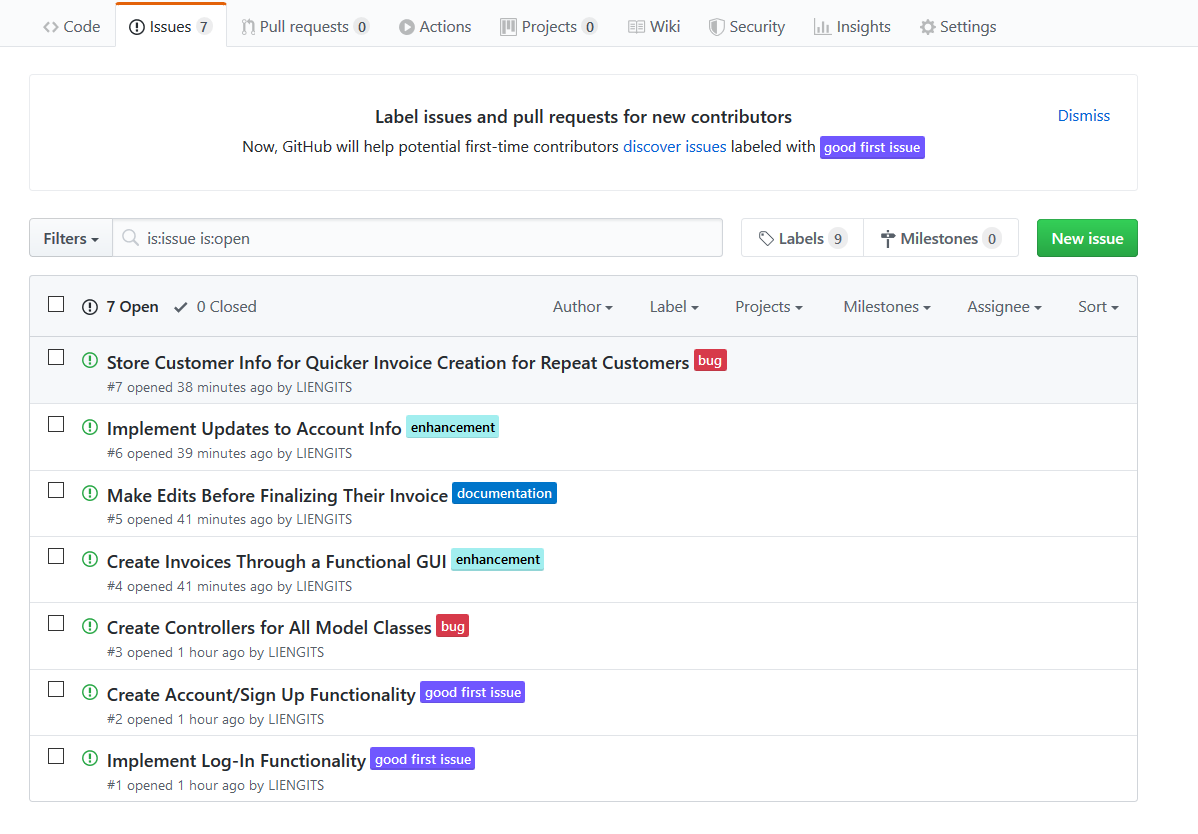 Code Issues 7 Pull requests 0 Actions Projects 0 Wiki Security Insights Settings
Label issues and pull requests for new contributors
Dismiss
Now, GitHub will help potential first-time contributors discover issues labeled with good first issue
Filters is:issue is:open Labels 9 Milestones 0 New issue
7 Open 0 Closed Author Label Projects Milestones Assignee Sort
Store Customer Info for Quicker Invoice Creation for Repeat Customers bug
#7 opened 38 minutes ago by LIENGITS
Implement Updates to Account Info enhancement
#6 opened 39 minutes ago by LIENGITS
Make Edits Before Finalizing Their Invoice documentation
#5 opened 41 minutes ago by LIENGITS
Create Invoices Through a Functional GUI enhancement
#4 opened 41 minutes ago by LIENGITS
Create Controllers for All Model Classes bug
#3 opened 1 hour ago by LIENGITS
Create Account/Sign Up Functionality good first issue
#2 opened 1 hour ago by LIENGITS
Implement Log-In Functionality good first issue
#1 opened 1 hour ago by LIENGITS